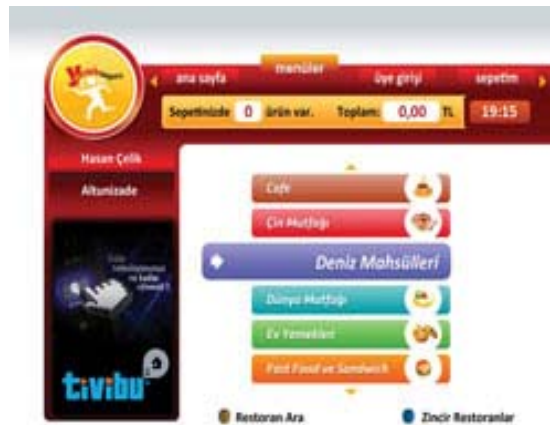 ana sayfa
menüler
üye girişi
sepetim
Sepetinizde 0 ürün var. Toplam: 0,00 TL
19:15
Hasan Çelik
Altunizade
Cafe
Çin Mutfağı
Deniz Mahsülleri
Dünya Mutfağı
Ev Yemekleri
Fast Food ve Sandwich
tivibu
Restoran Ara
Zincir Restoranlar